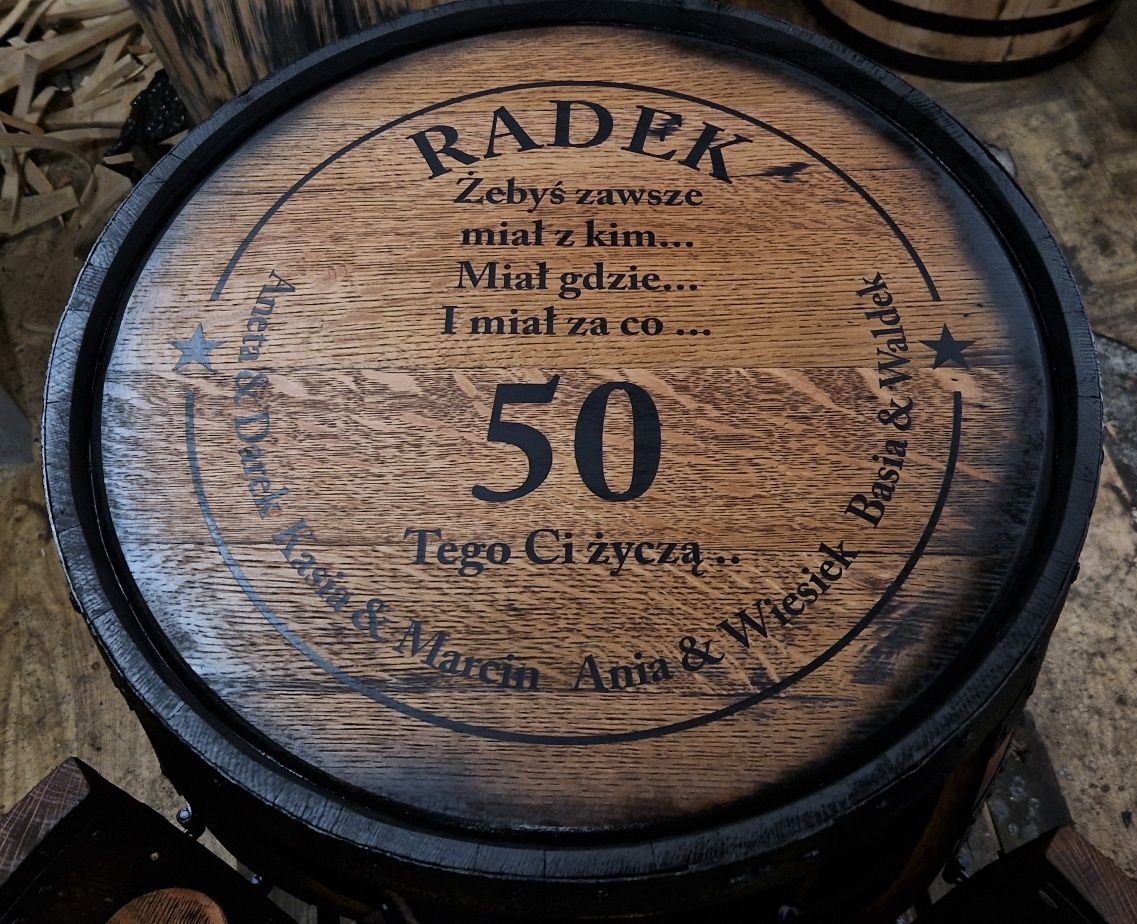 RADEK
Żebyś zawsze
miał z kim...
Miał gdzie...
I miał za co ...
50
Tego Ci życzą ..
Aneta & Darek Kasia & Marcin Ania & Wiesiek Basia & Waldek